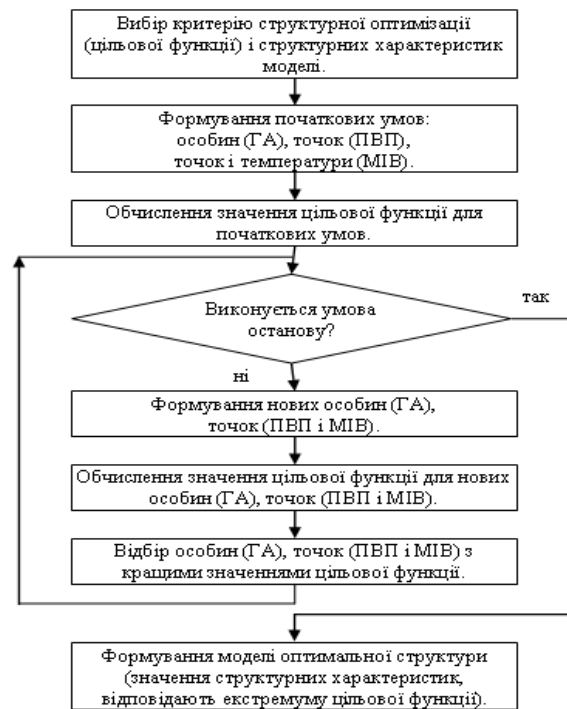 Вибір критерію структурної оптимізації
(цільової функції) і структурних характеристик
моделі.
Формування початкових умов:
особин (ГА), точок (ПВП),
точок і температури (МІВ).
Обчислення значення цільової функції для
початкових умов.
Виконується умова
останову?
так
ні
Формування нових особин (ГА),
точок (ПВП і МІВ).
Обчислення значення цільової функції для нових
особин (ГА), точок (ПВП і МІВ).
Відбір особин (ГА), точок (ПВП і МІВ) з
кращими значеннями цільової функції.
Формування моделі оптимальної структури
(значення структурних характеристик,
відповідають екстремуму цільової функції).